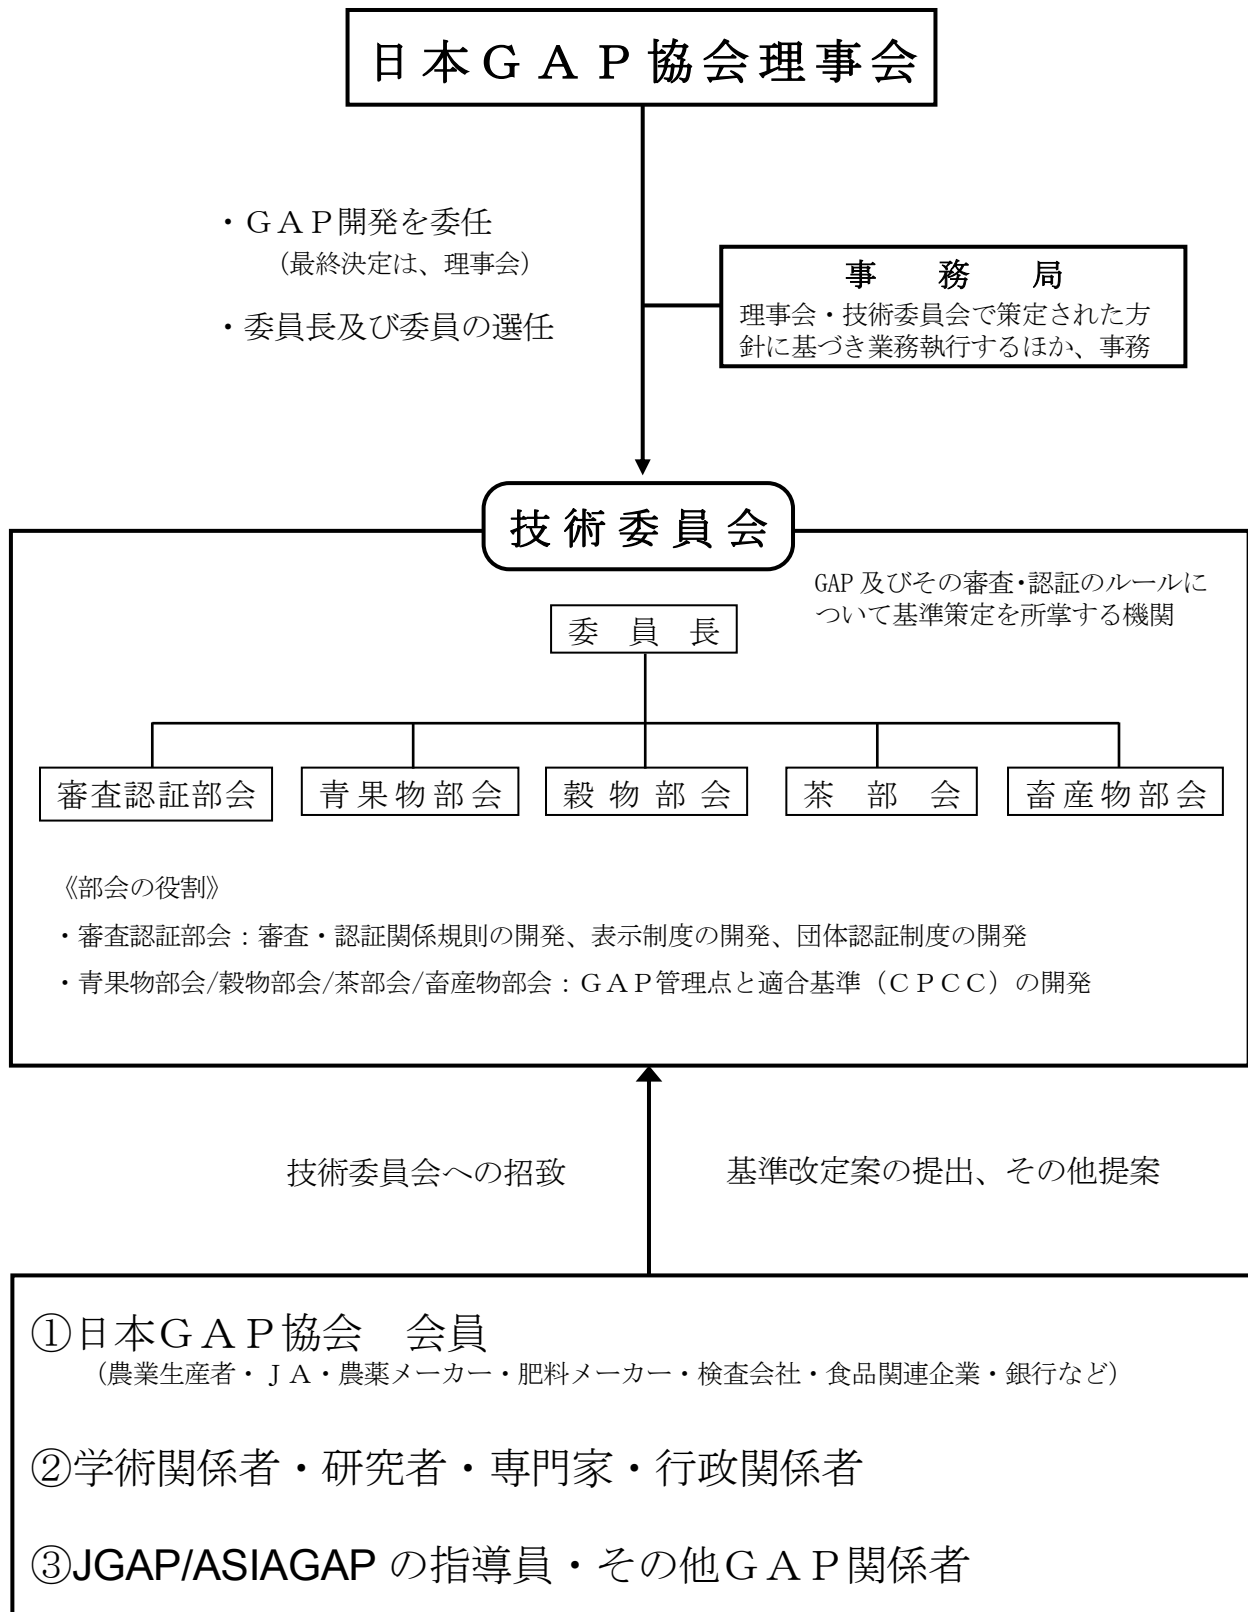 日本ＧＡＰ協会理事会
・ＧＡＰ開発を委任
（最終決定は、理事会）
・委員長及び委員の選任
事　務　局
理事会・技術委員会で策定された方
針に基づき業務執行するほか、事務
技術委員会
GAP 及びその審査・認証のルールに
ついて基準策定を所掌する機関
委　員　長
審査認証部会
青果物部会
穀物部会
茶　部　会
畜産物部会
《部会の役割》
・審査認証部会：審査・認証関係規則の開発、表示制度の開発、団体認証制度の開発
・青果物部会/穀物部会/茶部会/畜産物部会：ＧＡＰ管理点と適合基準（ＣＰＣＣ）の開発
技術委員会への招致
基準改定案の提出、その他提案
①日本ＧＡＰ協会　会員
（農業生産者・ＪＡ・農薬メーカー・肥料メーカー・検査会社・食品関連企業・銀行など）
②学術関係者・研究者・専門家・行政関係者
③JGAP/ASIAGAP の指導員・その他ＧＡＰ関係者